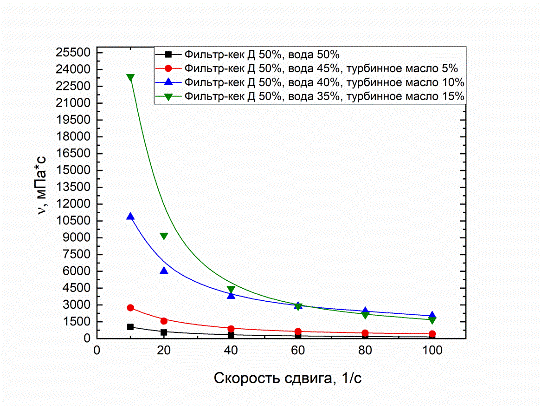 25500
24000
22500
21000
19500
18000
16500
15000
13500
12000
10500
9000
7500
6000
4500
3000
1500
0
ν, мПа*с
Фильтр-кек Д 50%, вода 50%
Фильтр-кек Д 50%, вода 45%, турбинное масло 5%
Фильтр-кек Д 50%, вода 40%, турбинное масло 10%
Фильтр-кек Д 50%, вода 35%, турбинное масло 15%
0 20 40 60 80 100
Скорость сдвига, 1/с